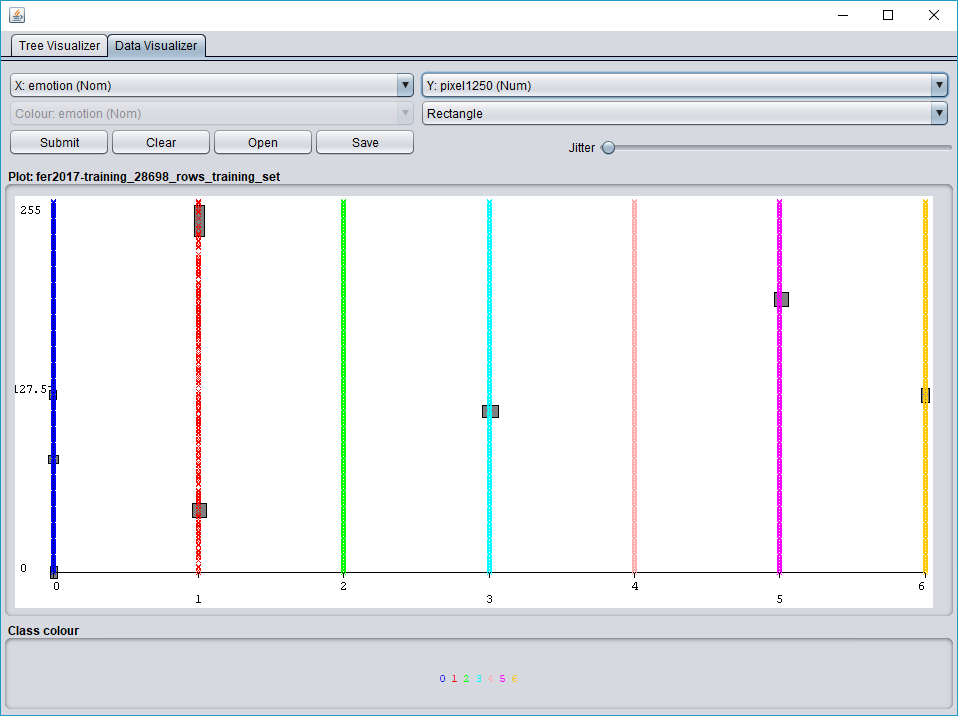 Tree Visualizer Data Visualizer
X: emotion (Nom) Y: pixel1250 (Num)
Colour: emotion (Nom) Rectangle
Submit Clear Open Save Jitter
Plot: fer2017-training_28698_rows_training_set
255
127.5
0
0 2 4 6
1 3 5
Class colour
0 1 2 3 4 5 6